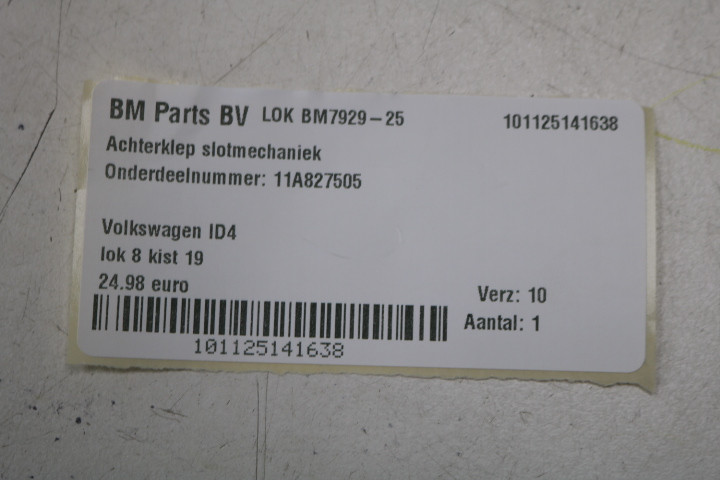 BM Parts BV LOK BM7929-25 101125141638
Achterklep slotmechaniek
Onderdeelnummer: 11A827505
Volkswagen ID4
lok 8 kist 19
24.98 euro
Verz: 10
Aantal: 1
101125141638